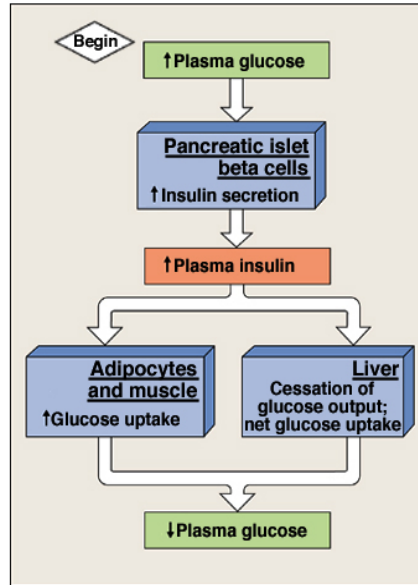 Begin
↑Plasma glucose
Pancreatic islet
beta cells
↑Insulin secretion
↑Plasma insulin
Adipocytes
and muscle
↑Glucose uptake
Liver
Cessation of
glucose output;
net glucose uptake
↓Plasma glucose